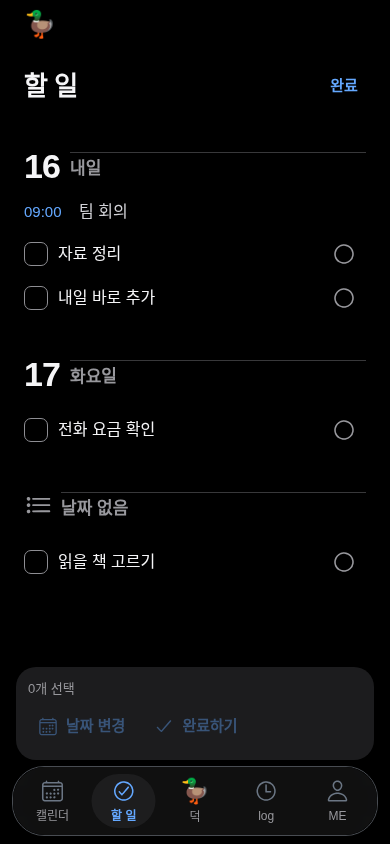 할 일
완료
16 내일
09:00 팀 회의
자료 정리
내일 바로 추가
17 화요일
전화 요금 확인
날짜 없음
읽을 책 고르기
0개 선택
날짜 변경 완료하기
캘린더 할 일 덕 log ME